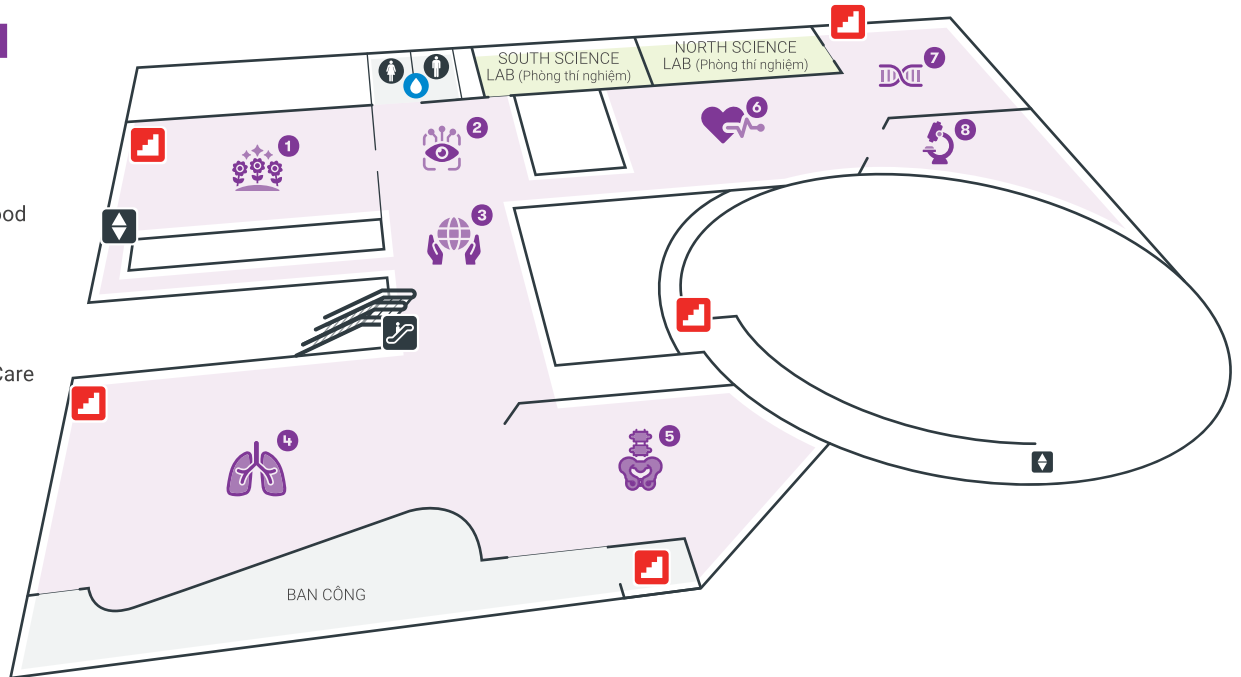 SOUTH SCIENCE
LAB (Phòng thí nghiệm)
NORTH SCIENCE
LAB (Phòng thí nghiệm)
7
6
8
2
1
3
ood
Care
5
4
BAN CÔNG